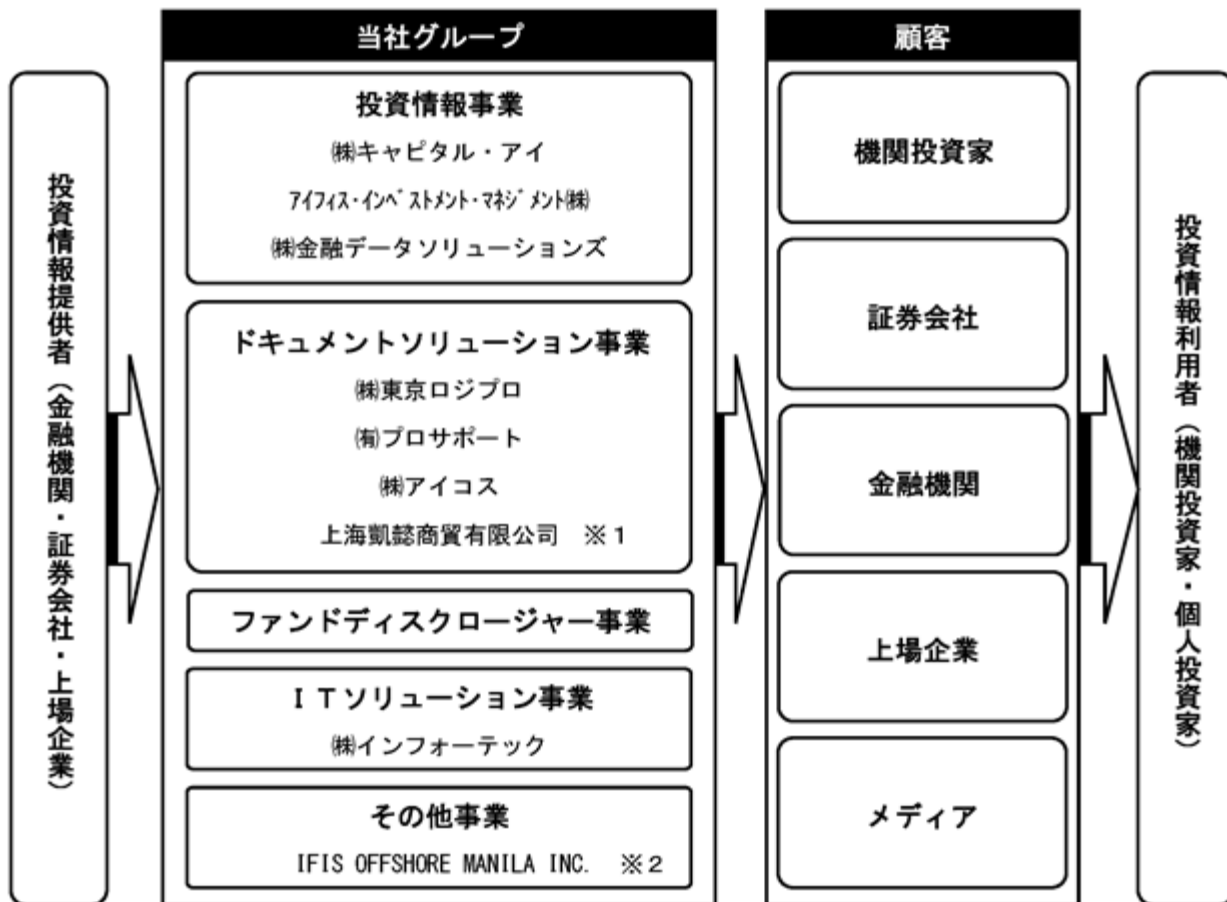 投資情報提供者（金融機関・証券会社・上場企業）
当社グループ
投資情報事業
㈱キャピタル・アイ
ｱｲﾌｨｽ・ｲﾝﾍﾞｽﾄﾒﾝﾄ・ﾏﾈｼﾞﾒﾝﾄ㈱
㈱金融データソリューションズ
ドキュメントソリューション事業
㈱東京ロジプロ
㈲プロサポート
㈱アイコス
上海凱懿商貿有限公司　※１
ファンドディスクロージャー事業
ＩＴソリューション事業
㈱インフォーテック
その他事業
IFIS OFFSHORE MANILA INC.　※２
顧客
機関投資家
証券会社
金融機関
上場企業
メディア
投資情報利用者（機関投資家・個人投資家）